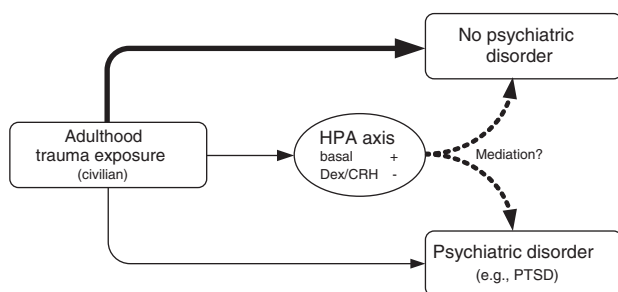 No psychiatric
disorder
Adulthood
trauma exposure
(civilian)
HPA axis
basal +
Dex/CRH -
Mediation?
Psychiatric disorder
(e.g., PTSD)